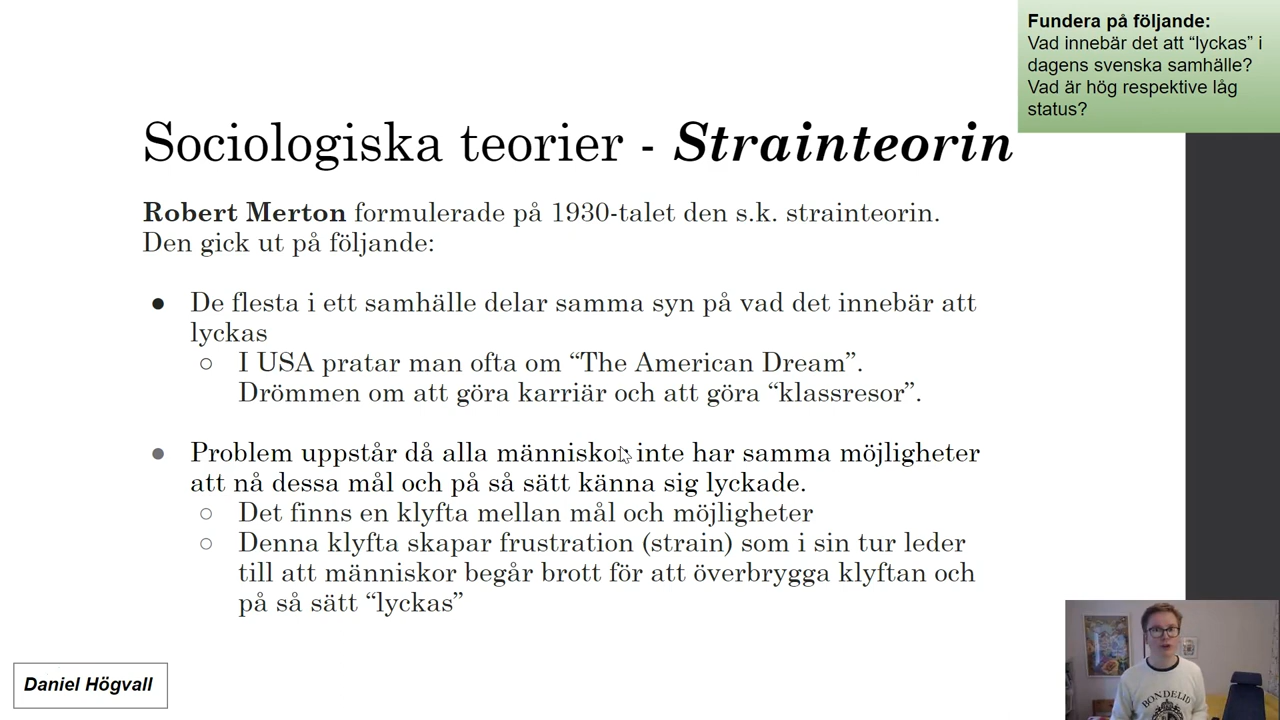 Fundera på följande:
Vad innebär det att “lyckas” i
dagens svenska samhälle?
Vad är hög respektive låg
status?
Sociologiska teorier - Strainteorin
Robert Merton formulerade på 1930-talet den s.k. strainteorin.
Den gick ut på följande:
● De flesta i ett samhälle delar samma syn på vad det innebär att
lyckas
○ I USA pratar man ofta om “The American Dream”.
Drömmen om att göra karriär och att göra “klassresor”.
● Problem uppstår då alla människor inte har samma möjligheter
att nå dessa mål och på så sätt känna sig lyckade.
○ Det finns en klyfta mellan mål och möjligheter
○ Denna klyfta skapar frustration (strain) som i sin tur leder
till att människor begår brott för att överbrygga klyftan och
på så sätt “lyckas”
Daniel Högvall
BONDELID